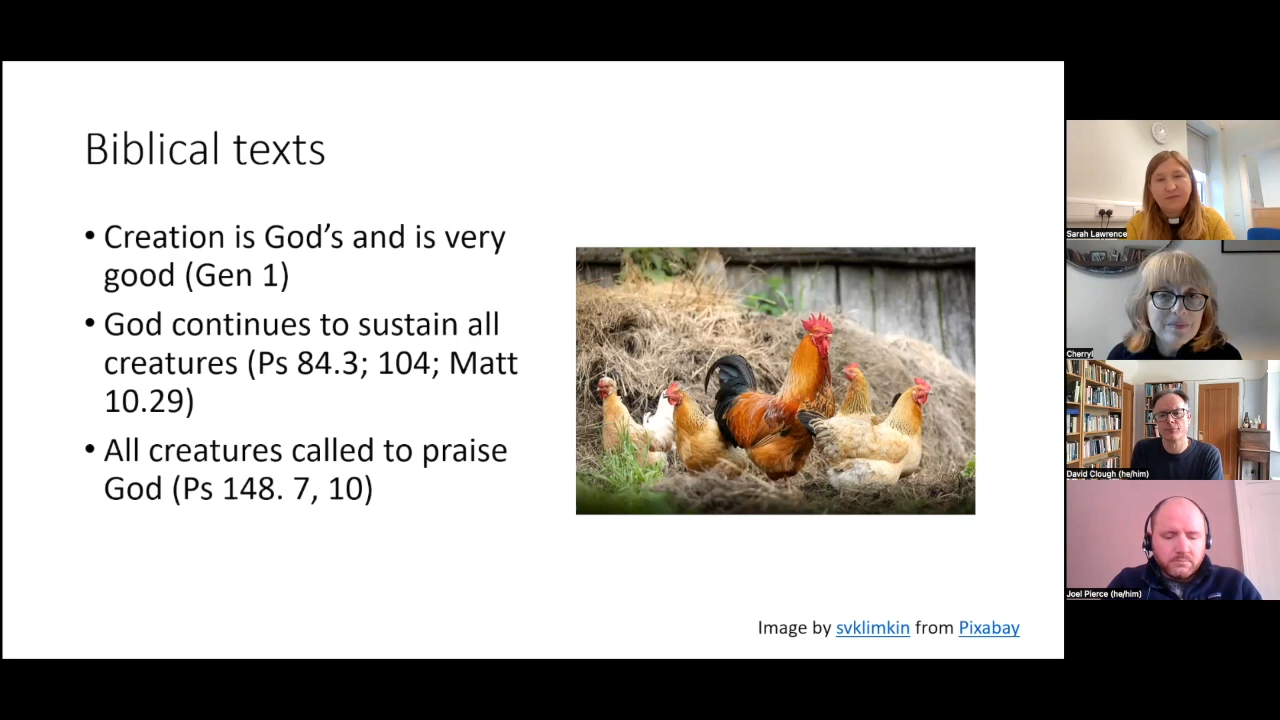 Biblical texts
• Creation is God’s and is very
good (Gen 1)
• God continues to sustain all
creatures (Ps 84.3; 104; Matt
10.29)
• All creatures called to praise
God (Ps 148. 7, 10)
Image by svklimkin from Pixabay
Sarah Lawrence
Cherryl
David Clough (he/him)
Joel Pierce (he/him)